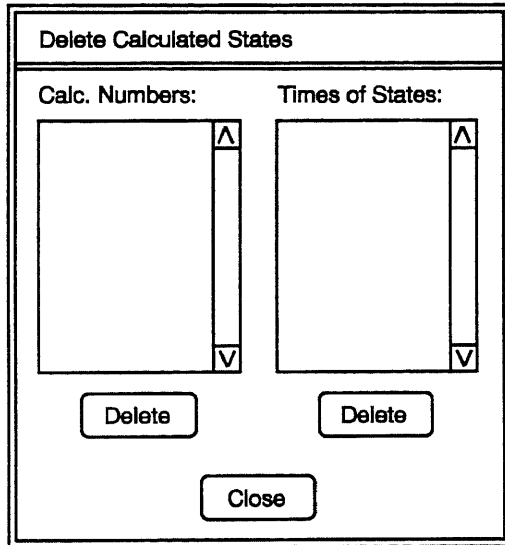 Delete Calculated States
Calc. Numbers: Times of States:
Delete Delete
Close